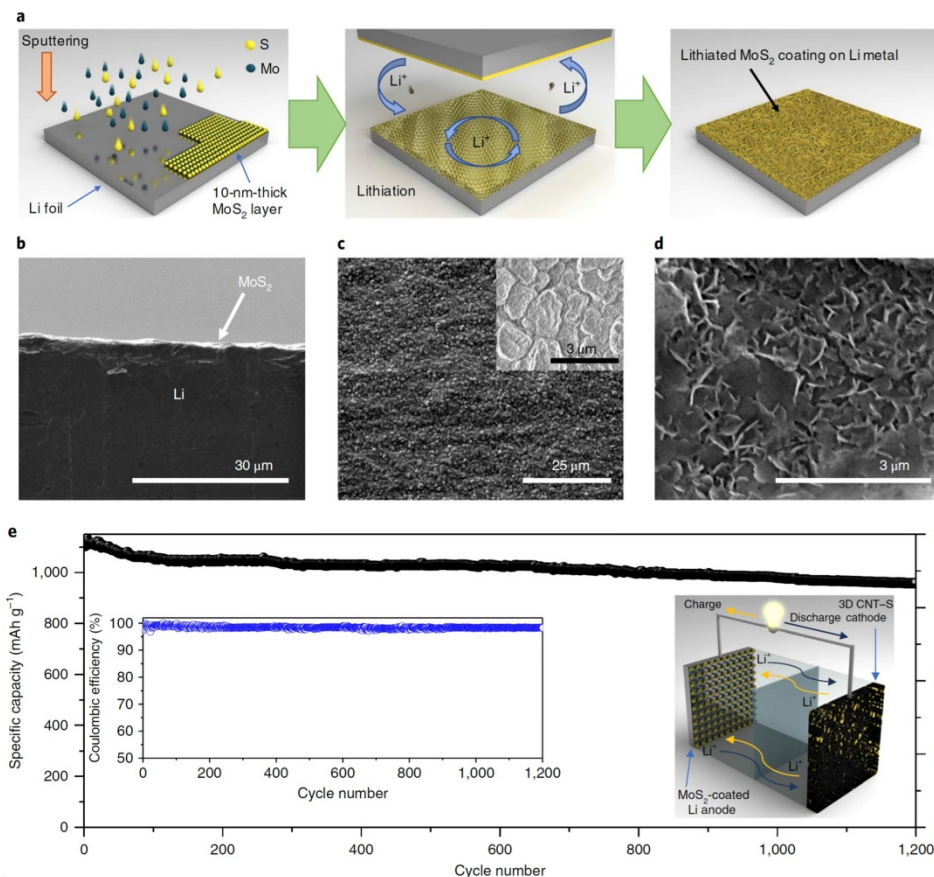 a
Sputtering
S
Mo
Li foil
10-nm-thick
MoS2 layer
Li+
Li+
Li+
Lithiation
Lithiated MoS2 coating on Li metal
b
MoS2
Li
30 μm
c
3 μm
25 μm
d
3 μm
e
1,000
800
600
400
200
0
Specific capacity (mAh g−1)
0
200
400
600
800
1,000
1,200
Cycle number
100
90
80
70
60
50
Coulombic efficiency (%)
0
200
400
600
800
1,000
1,200
Cycle number
Charge
3D CNT–S
Discharge cathode
Li+
Li+
Li+
Li+
MoS2-coated
Li anode